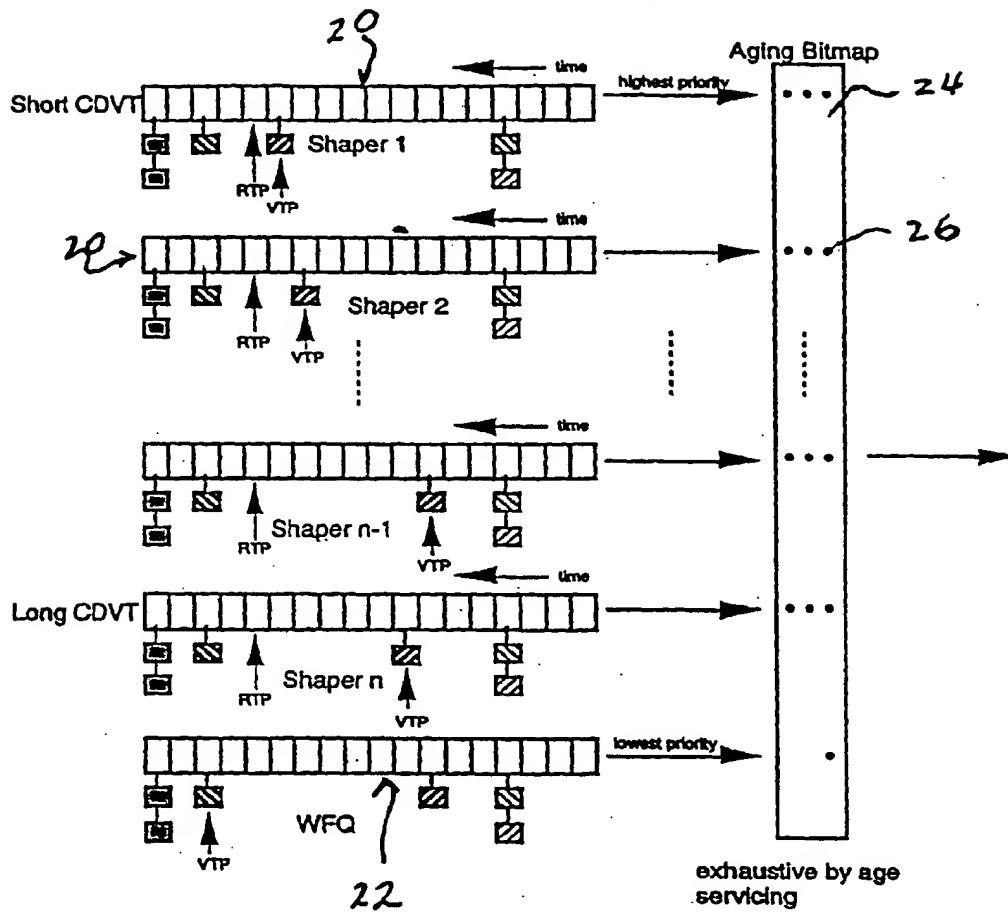 20
time
Aging Bitmap
Short CDVT
highest priority
24
Shaper 1
RTP
VTP
time
20
26
Shaper 2
RTP
VTP
time
Shaper n-1
RTP
VTP
time
Long CDVT
Shaper n
RTP
VTP
lowest priority
WFQ
VTP
22
exhaustive by age
servicing